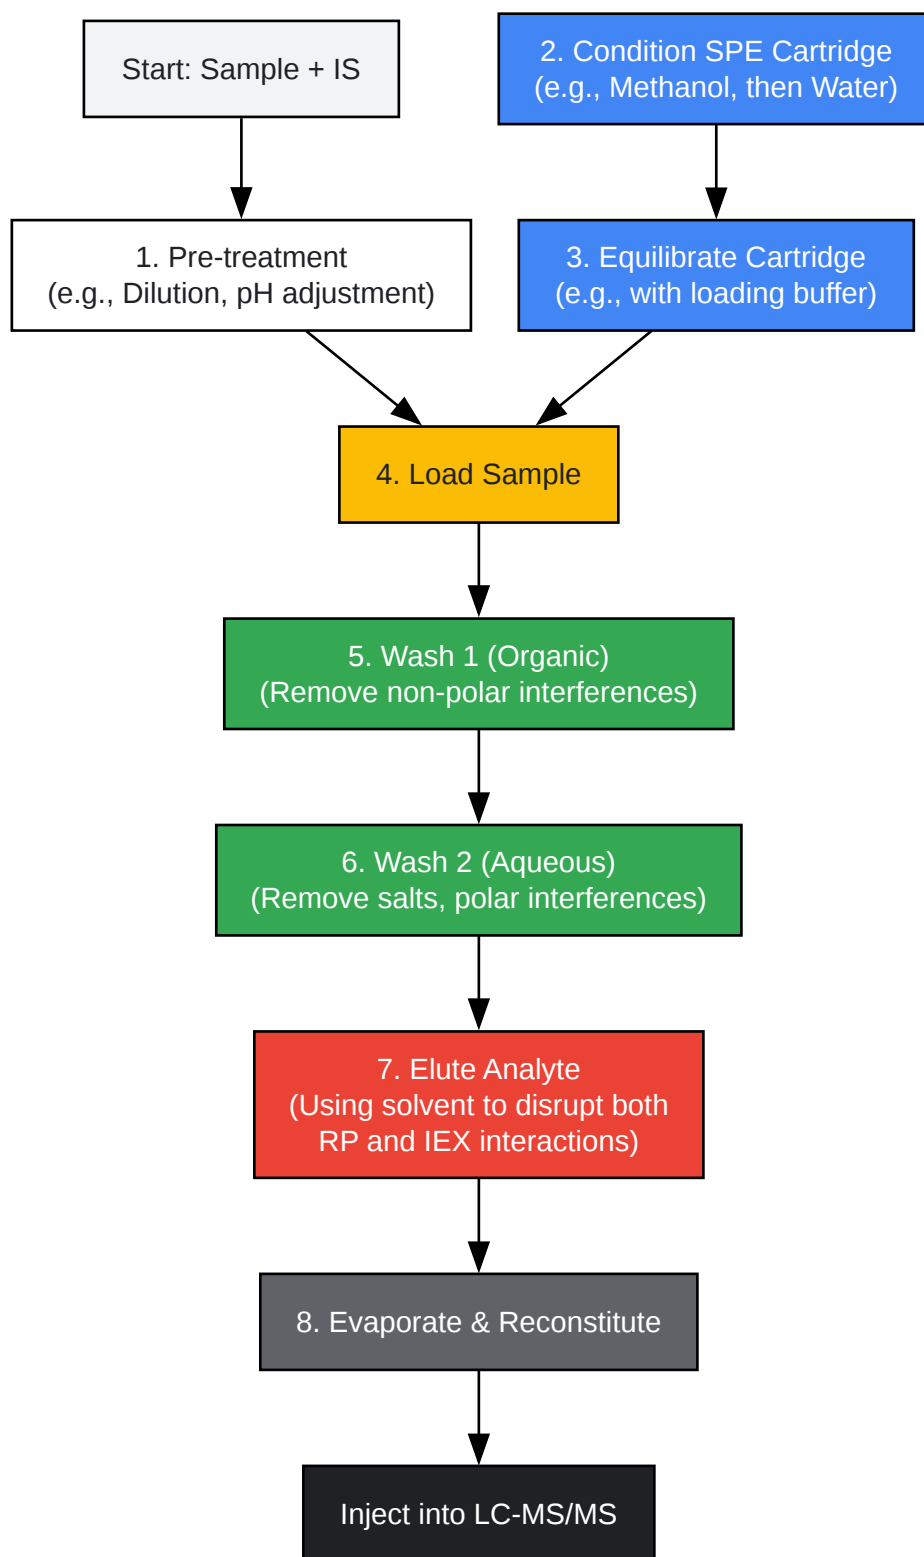 Start: Sample + IS
2. Condition SPE Cartridge
(e.g., Methanol, then Water)
1. Pre-treatment
(e.g., Dilution, pH adjustment)
3. Equilibrate Cartridge
(e.g., with loading buffer)
4. Load Sample
5. Wash 1 (Organic)
(Remove non-polar interferences)
6. Wash 2 (Aqueous)
(Remove salts, polar interferences)
7. Elute Analyte
(Using solvent to disrupt both
RP and IEX interactions)
8. Evaporate & Reconstitute
Inject into LC-MS/MS